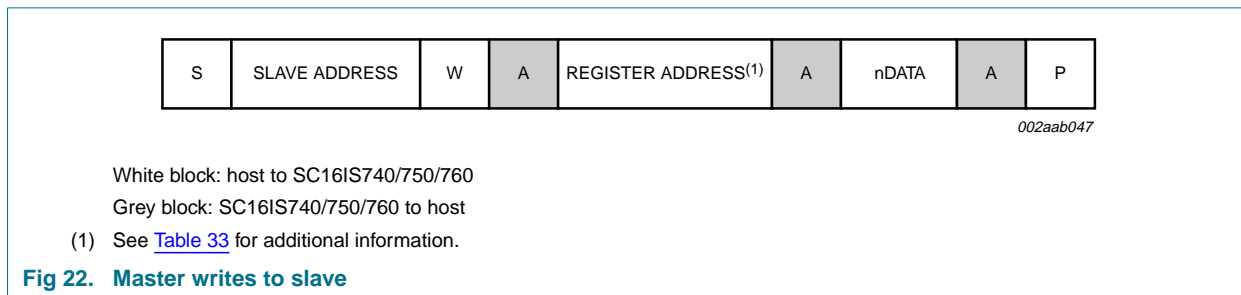 S SLAVE ADDRESS W A REGISTER ADDRESS(1) A nDATA A P
002aab047
White block: host to SC16IS740/750/760
Grey block: SC16IS740/750/760 to host
(1) See Table 33 for additional information.
Fig 22. Master writes to slave